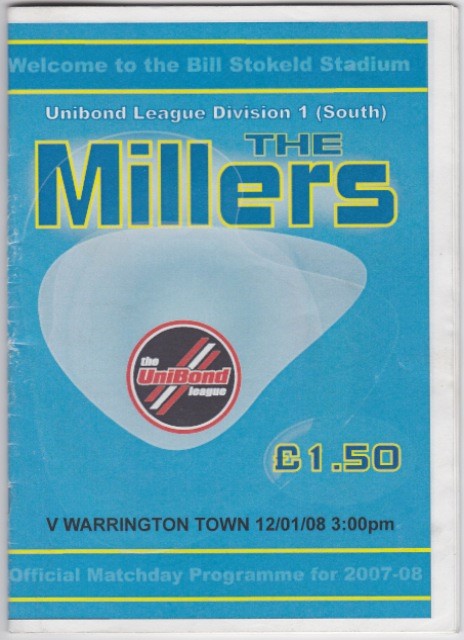 Welcome to the Bill Stokeld Stadium
Unibond League Division 1 (South)
THE
Millers
the
UniBond
league
£1.50
V WARRINGTON TOWN 12/01/08 3:00pm
Official Matchday Programme for 2007-08